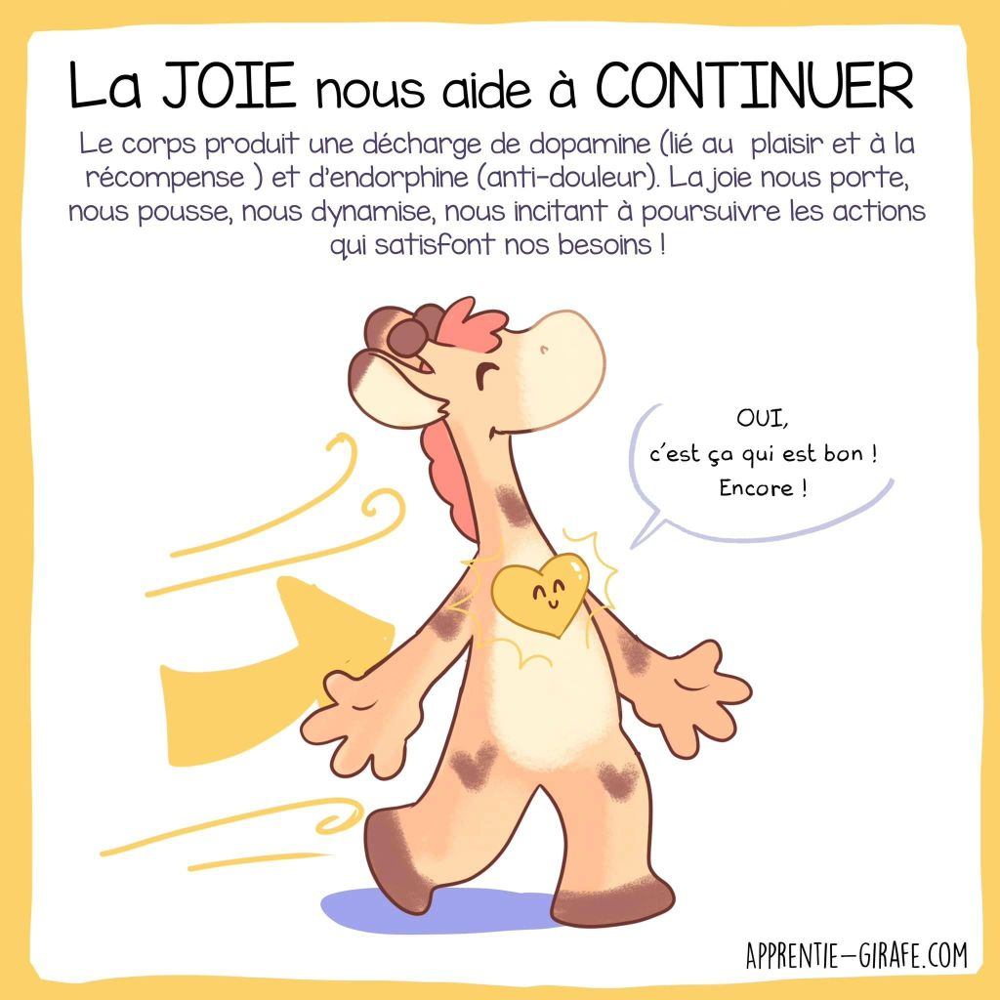 La JOIE nous aide à CONTINUER
Le corps produit une décharge de dopamine (lié au plaisir et à la
récompense ) et d'endorphine (anti-douleur). La joie nous porte,
nous pousse, nous dynamise, nous incitant à poursuivre les actions
qui satisfont nos besoins !
OUI,
c'est ça qui est bon !
Encore !
APPRENTIE-GIRAFE.COM